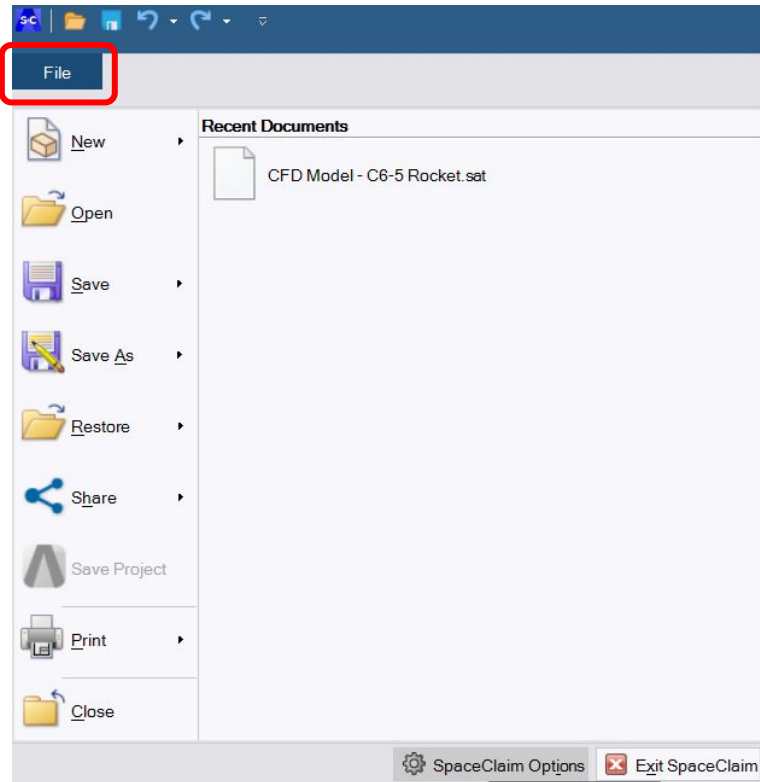 S·C
File
Recent Documents
New
CFD Model - C6-5 Rocket.sat
Open
Save
Save As
Restore
Share
Save Project
Print
Close
SpaceClaim Options
Exit SpaceClaim